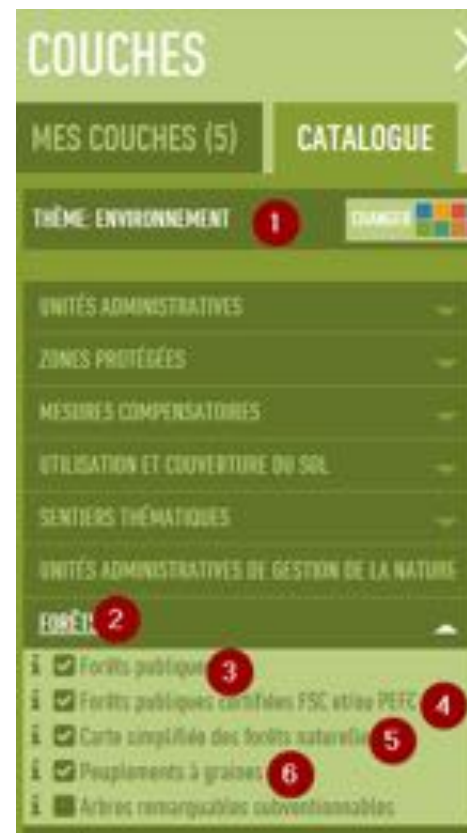 COUCHES
MES COUCHES (5) CATALOGUE
THÈME: ENVIRONNEMENT 1 CHANGER
UNITÉS ADMINISTRATIVES
ZONES PROTÉGÉES
MESURES COMPENSATOIRES
UTILISATION ET COUVERTURE DU SOL
SENTIERS THÉMATIQUES
UNITÉS ADMINISTRATIVES DE GESTION DE LA NATURE
FORÊTS 2
Forêts publiques 3
Forêts publiques certifiées FSC et/ou PEFC 4
Carte simplifiée des forêts naturelles 5
Peuplements à graines 6
Arbres remarquables subventionnables